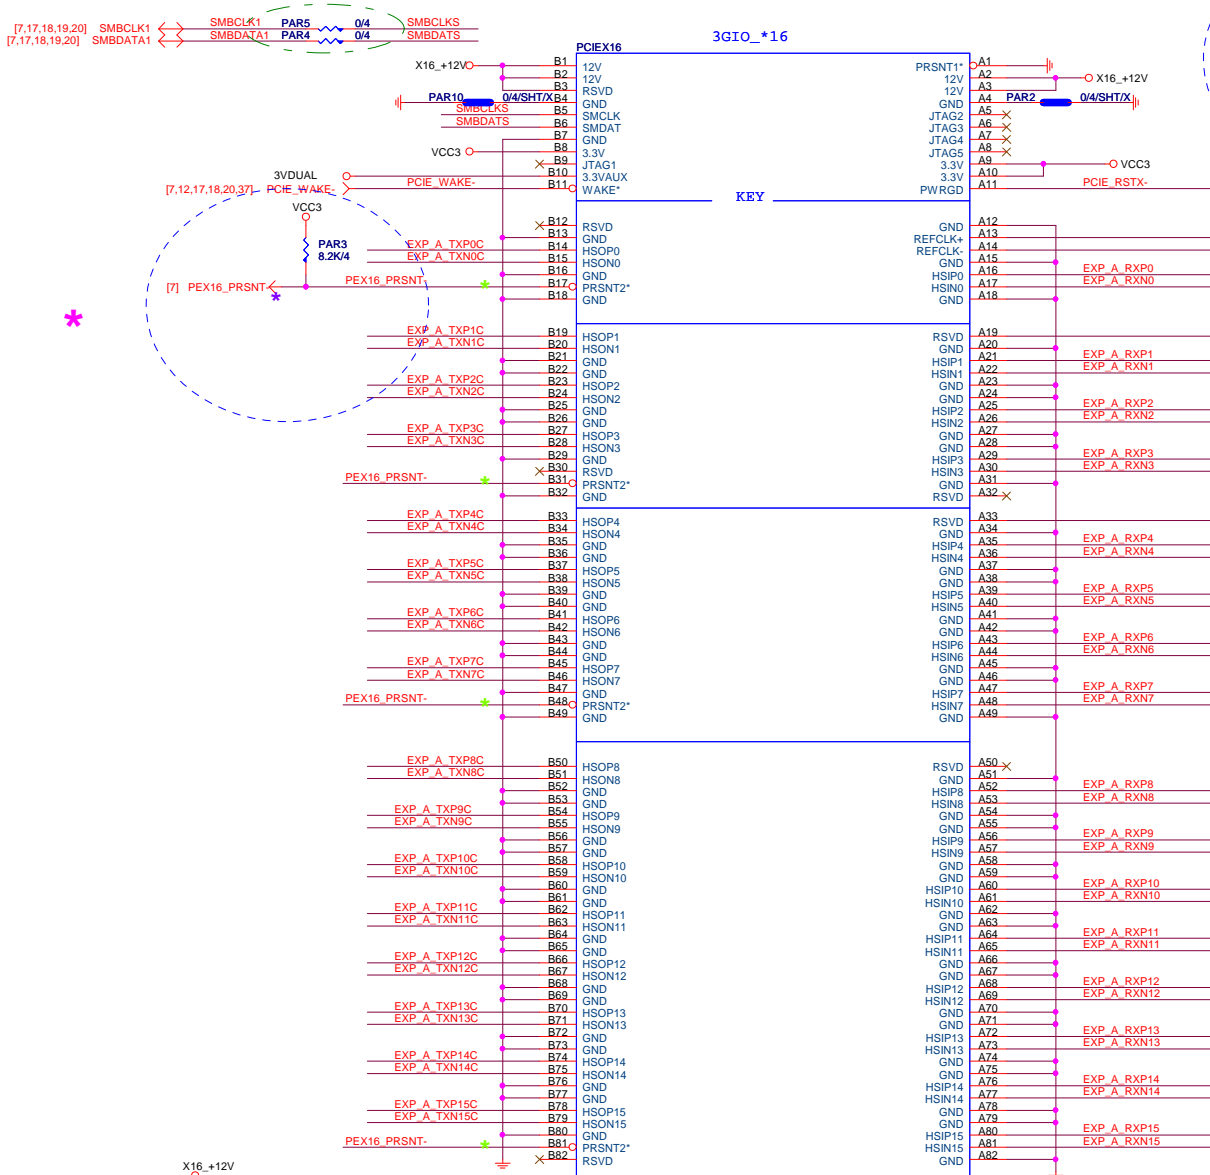 [7,17,18,19,20] SMBCLK1 SMBCLK1 PAR5 0/4 SMBCLKS
[7,17,18,19,20] SMBDATA1 SMBDATA1 PAR4 0/4 SMBDATS
3GIO_*16
PCIEX16
X16_+12V B1 12V PRSNT1* A1
B2 12V 12V A2 X16_+12V
B3 RSVD 12V A3
PAR10 0/4/SHT/X B4 GND GND A4 PAR2 0/4/SHT/X
SMBCLKS B5 SMCLK JTAG2 A5
SMBDATS B6 SMDAT JTAG3 A6
B7 GND JTAG4 A7
VCC3 B8 3.3V JTAG5 A8
B9 JTAG1 3.3V A9 VCC3
3VDUAL B10 3.3VAUX 3.3V A10
[7,12,17,18,20,37] PCIE_WAKE- PCIE_WAKE- B11 WAKE* PWRGD A11 PCIE_RSTX-
KEY
VCC3
B12 RSVD GND A12
B13 GND REFCLK+ A13
PAR3 8.2K/4
EXP_A_TXP0C B14 HSOP0 REFCLK- A14
EXP_A_TXN0C B15 HSON0 GND A15
B16 GND HSIP0 A16 EXP_A_RXP0
[7] PEX16_PRSNT- PEX16_PRSNT- B17 PRSNT2* HSIN0 A17 EXP_A_RXN0
B18 GND GND A18
EXP_A_TXP1C B19 HSOP1 RSVD A19
EXP_A_TXN1C B20 HSON1 GND A20
B21 GND HSIP1 A21 EXP_A_RXP1
B22 GND HSIN1 A22 EXP_A_RXN1
EXP_A_TXP2C B23 HSOP2 GND A23
EXP_A_TXN2C B24 HSON2 GND A24
B25 GND HSIP2 A25 EXP_A_RXP2
B26 GND HSIN2 A26 EXP_A_RXN2
EXP_A_TXP3C B27 HSOP3 GND A27
EXP_A_TXN3C B28 HSON3 GND A28
B29 GND HSIP3 A29 EXP_A_RXP3
B30 RSVD HSIN3 A30 EXP_A_RXN3
PEX16_PRSNT- B31 PRSNT2* GND A31
B32 GND RSVD A32
EXP_A_TXP4C B33 HSOP4 RSVD A33
EXP_A_TXN4C B34 HSON4 GND A34
B35 GND HSIP4 A35 EXP_A_RXP4
B36 GND HSIN4 A36 EXP_A_RXN4
EXP_A_TXP5C B37 HSOP5 GND A37
EXP_A_TXN5C B38 HSON5 GND A38
B39 GND HSIP5 A39 EXP_A_RXP5
B40 GND HSIN5 A40 EXP_A_RXN5
EXP_A_TXP6C B41 HSOP6 GND A41
EXP_A_TXN6C B42 HSON6 GND A42
B43 GND HSIP6 A43 EXP_A_RXP6
B44 GND HSIN6 A44 EXP_A_RXN6
EXP_A_TXP7C B45 HSOP7 GND A45
EXP_A_TXN7C B46 HSON7 GND A46
B47 GND HSIP7 A47 EXP_A_RXP7
PEX16_PRSNT- B48 PRSNT2* HSIN7 A48 EXP_A_RXN7
B49 GND GND A49
EXP_A_TXP8C B50 HSOP8 RSVD A50
EXP_A_TXN8C B51 HSON8 GND A51
B52 GND HSIP8 A52 EXP_A_RXP8
B53 GND HSIN8 A53 EXP_A_RXN8
EXP_A_TXP9C B54 HSOP9 GND A54
EXP_A_TXN9C B55 HSON9 GND A55
B56 GND HSIP9 A56 EXP_A_RXP9
B57 GND HSIN9 A57 EXP_A_RXN9
EXP_A_TXP10C B58 HSOP10 GND A58
EXP_A_TXN10C B59 HSON10 GND A59
B60 GND HSIP10 A60 EXP_A_RXP10
B61 GND HSIN10 A61 EXP_A_RXN10
EXP_A_TXP11C B62 HSOP11 GND A62
EXP_A_TXN11C B63 HSON11 GND A63
B64 GND HSIP11 A64 EXP_A_RXP11
B65 GND HSIN11 A65 EXP_A_RXN11
EXP_A_TXP12C B66 HSOP12 GND A66
EXP_A_TXN12C B67 HSON12 GND A67
B68 GND HSIP12 A68 EXP_A_RXP12
B69 GND HSIN12 A69 EXP_A_RXN12
EXP_A_TXP13C B70 HSOP13 GND A70
EXP_A_TXN13C B71 HSON13 GND A71
B72 GND HSIP13 A72 EXP_A_RXP13
B73 GND HSIN13 A73 EXP_A_RXN13
EXP_A_TXP14C B74 HSOP14 GND A74
EXP_A_TXN14C B75 HSON14 GND A75
B76 GND HSIP14 A76 EXP_A_RXP14
B77 GND HSIN14 A77 EXP_A_RXN14
EXP_A_TXP15C B78 HSOP15 GND A78
EXP_A_TXN15C B79 HSON15 GND A79
B80 GND HSIP15 A80 EXP_A_RXP15
PEX16_PRSNT- B81 PRSNT2* HSIN15 A81 EXP_A_RXN15
B82 RSVD GND A82
X16_+12V